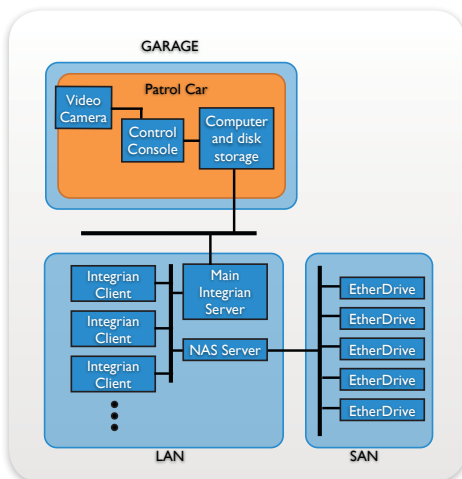 GARAGE
Patrol Car
Video
Camera
Control
Console
Computer
and disk
storage
Integrian
Client
Integrian
Client
Integrian
Client
Main
Integrian
Server
NAS Server
EtherDrive
EtherDrive
EtherDrive
EtherDrive
EtherDrive
LAN
SAN